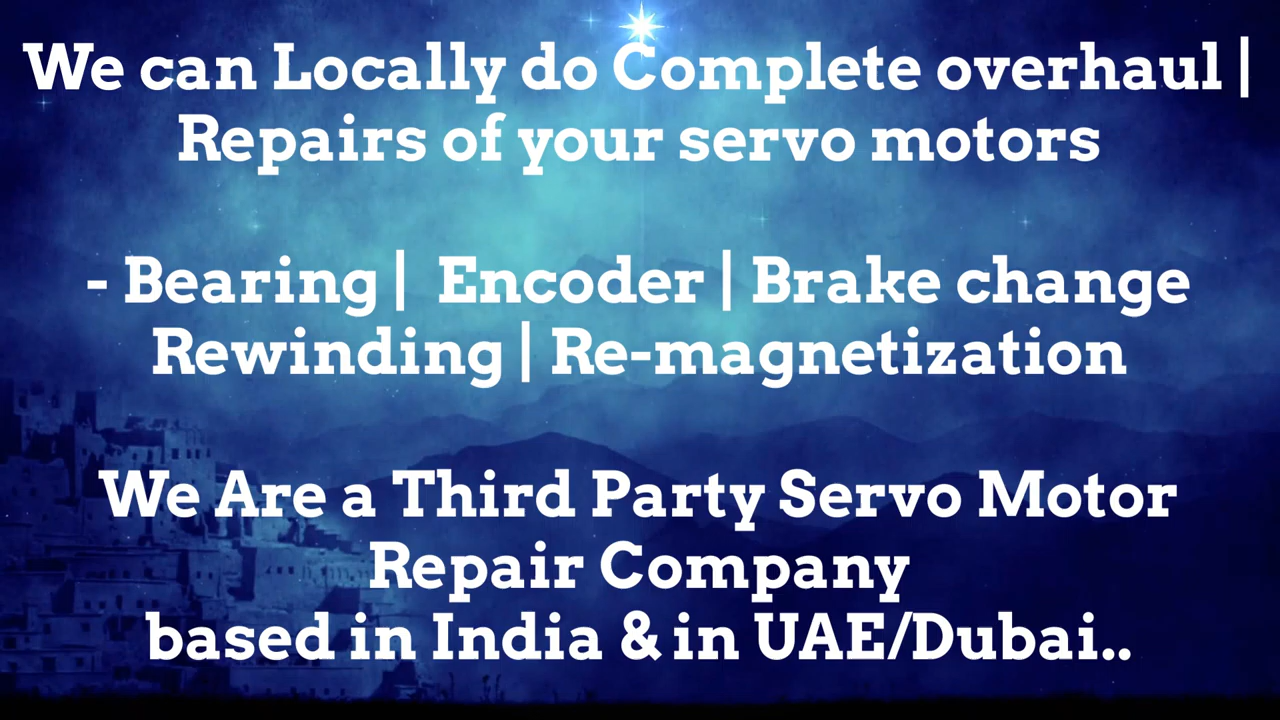 We can Locally do Complete overhaul |
Repairs of your servo motors
- Bearing |  Encoder | Brake change
Rewinding | Re-magnetization
We Are a Third Party Servo Motor
Repair Company
based in India & in UAE/Dubai..